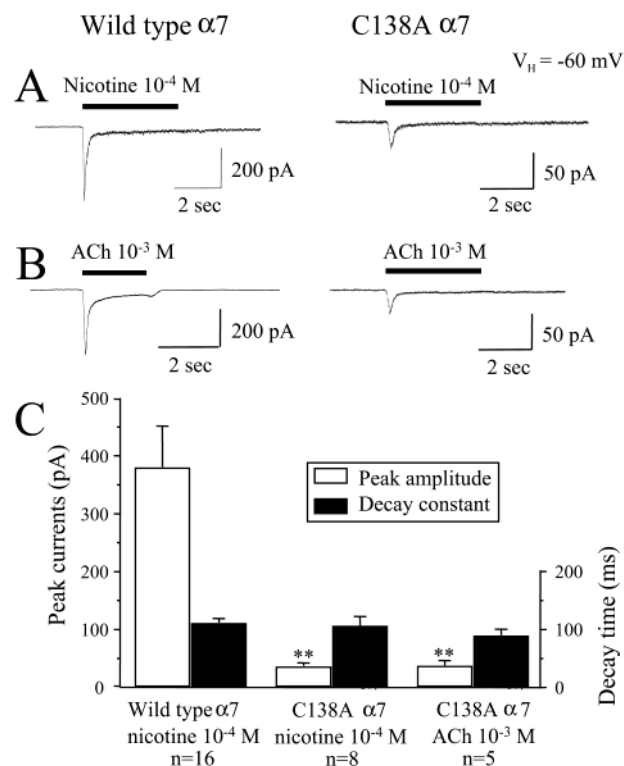 Wild type α7
C138A α7
V_H = -60 mV
A
Nicotine 10⁻⁴ M
Nicotine 10⁻⁴ M
200 pA
2 sec
50 pA
2 sec
B
ACh 10⁻³ M
ACh 10⁻³ M
200 pA
2 sec
50 pA
2 sec
C
Peak currents (pA)
500
400
300
200
100
0
Peak amplitude
Decay constant
**
**
200
100
0
Decay time (ms)
Wild type α7
nicotine 10⁻⁴ M
n=16
C138A α7
nicotine 10⁻⁴ M
n=8
C138A α7
ACh 10⁻³ M
n=5